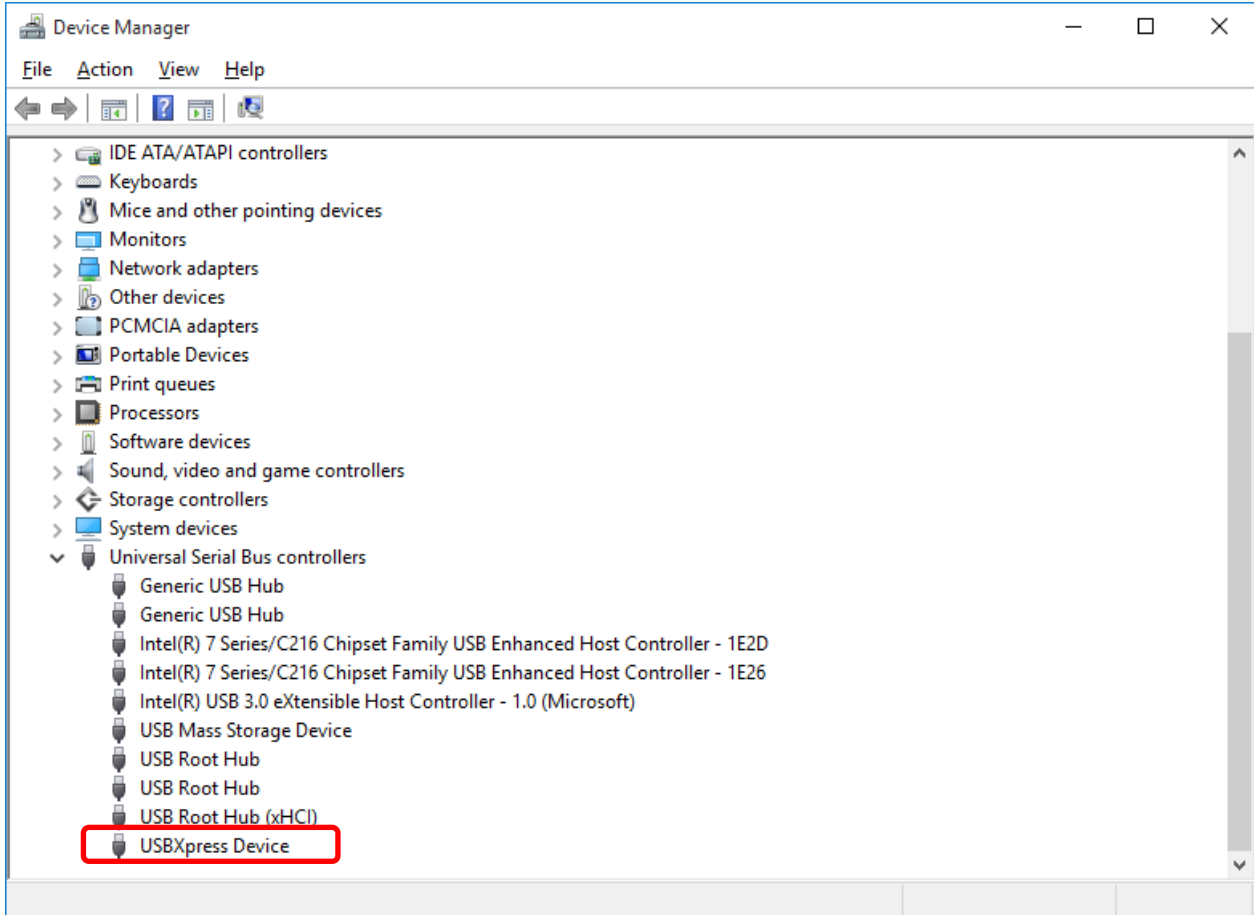 Device Manager
File Action View Help
IDE ATA/ATAPI controllers
Keyboards
Mice and other pointing devices
Monitors
Network adapters
Other devices
PCMCIA adapters
Portable Devices
Print queues
Processors
Software devices
Sound, video and game controllers
Storage controllers
System devices
Universal Serial Bus controllers
Generic USB Hub
Generic USB Hub
Intel(R) 7 Series/C216 Chipset Family USB Enhanced Host Controller - 1E2D
Intel(R) 7 Series/C216 Chipset Family USB Enhanced Host Controller - 1E26
Intel(R) USB 3.0 eXtensible Host Controller - 1.0 (Microsoft)
USB Mass Storage Device
USB Root Hub
USB Root Hub
USB Root Hub (xHCI)
USBXpress Device